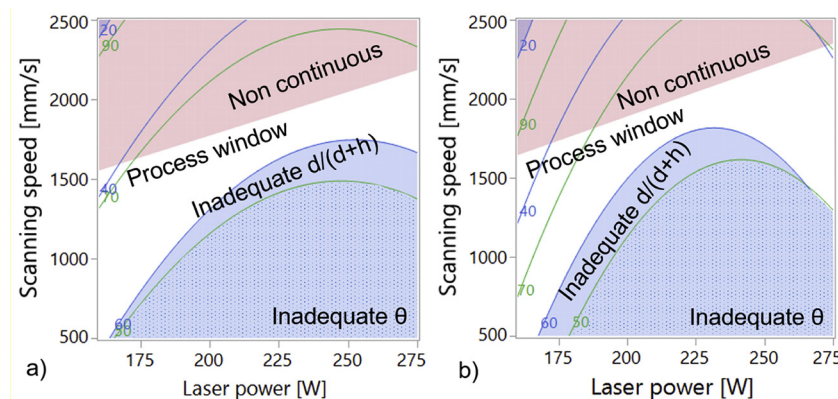 2500
2000
1500
1000
500
Scanning speed [mm/s]
20
90
40
70
60
50
Non continuous
Process window
Inadequate d/(d+h)
Inadequate θ
175
200
225
250
275
Laser power [W]
a)
2500
2000
1500
1000
500
Scanning speed [mm/s]
20
90
40
70
60
50
Non continuous
Process window
Inadequate d/(d+h)
Inadequate θ
175
200
225
250
275
Laser power [W]
b)